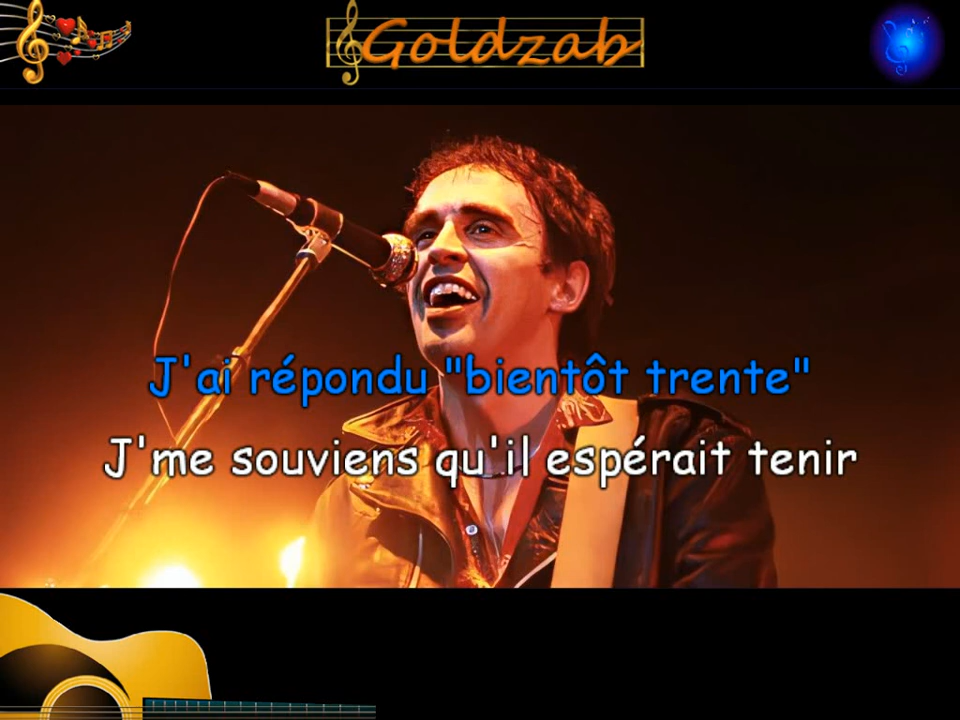 Goldzab
J'ai répondu "bientôt trente"
J'me souviens qu'il espérait tenir